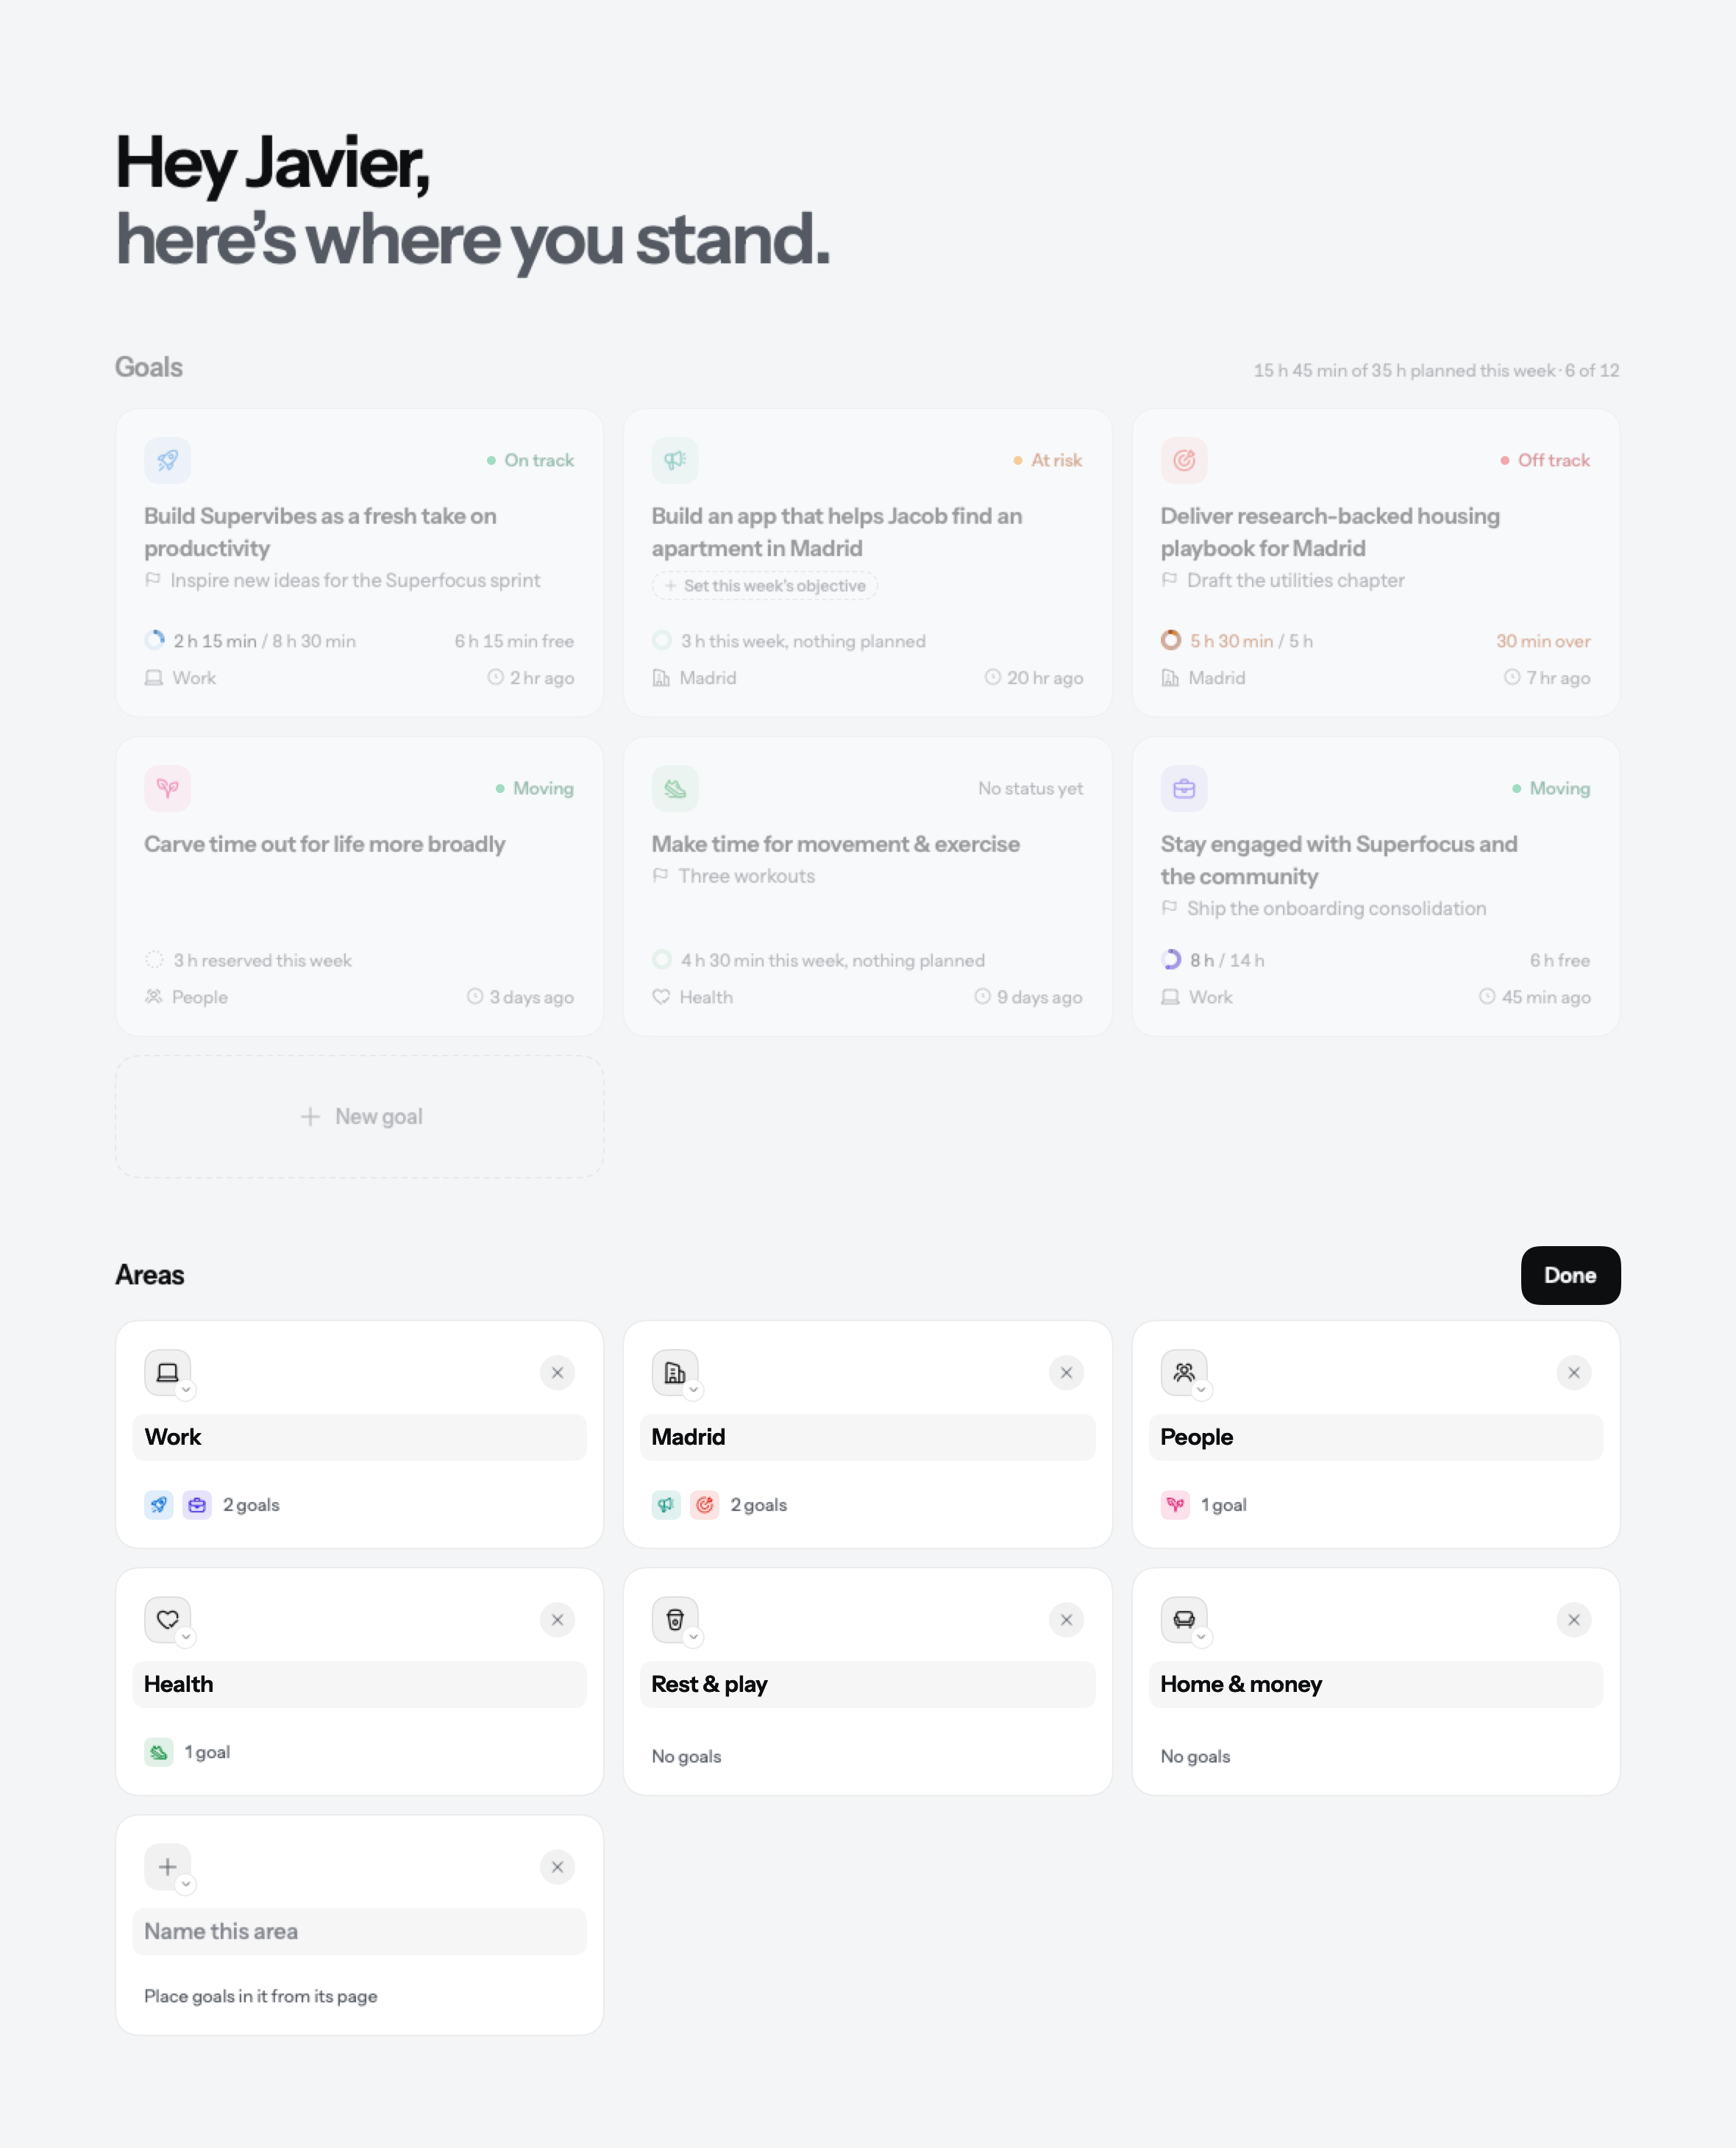 Hey Javier,
here’s where you stand.
Goals
15 h 45 min of 35 h planned this week · 6 of 12
On track
Build Supervibes as a fresh take on
productivity
Inspire new ideas for the Superfocus sprint
2 h 15 min / 8 h 30 min
6 h 15 min free
Work
2 hr ago
At risk
Build an app that helps Jacob find an
apartment in Madrid
+ Set this week's objective
3 h this week, nothing planned
Madrid
20 hr ago
Off track
Deliver research-backed housing
playbook for Madrid
Draft the utilities chapter
5 h 30 min / 5 h
30 min over
Madrid
7 hr ago
Moving
Carve time out for life more broadly
3 h reserved this week
People
3 days ago
No status yet
Make time for movement & exercise
Three workouts
4 h 30 min this week, nothing planned
Health
9 days ago
Moving
Stay engaged with Superfocus and
the community
Ship the onboarding consolidation
8 h / 14 h
6 h free
Work
45 min ago
+ New goal
Areas
Done
Work
2 goals
Madrid
2 goals
People
1 goal
Health
1 goal
Rest & play
No goals
Home & money
No goals
Name this area
Place goals in it from its page